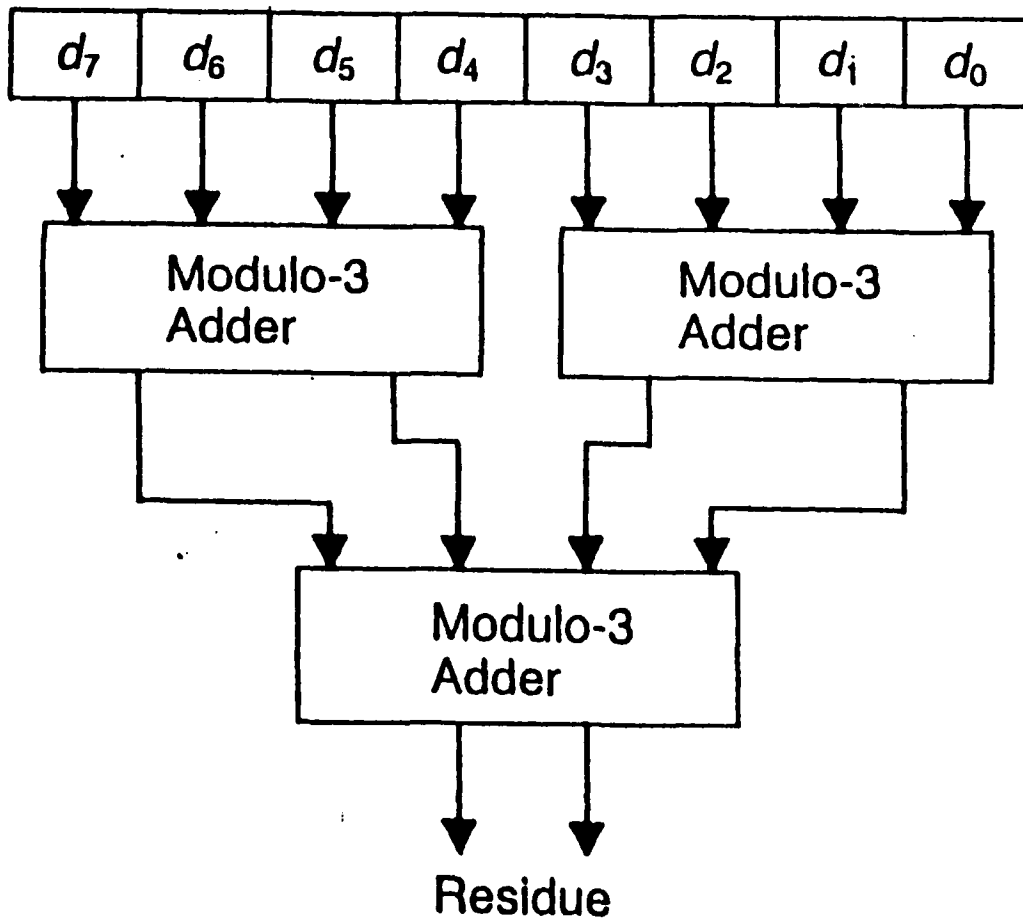 d₇ d₆ d₅ d₄ d₃ d₂ d₁ d₀
Modulo-3
Adder
Modulo-3
Adder
Modulo-3
Adder
Residue